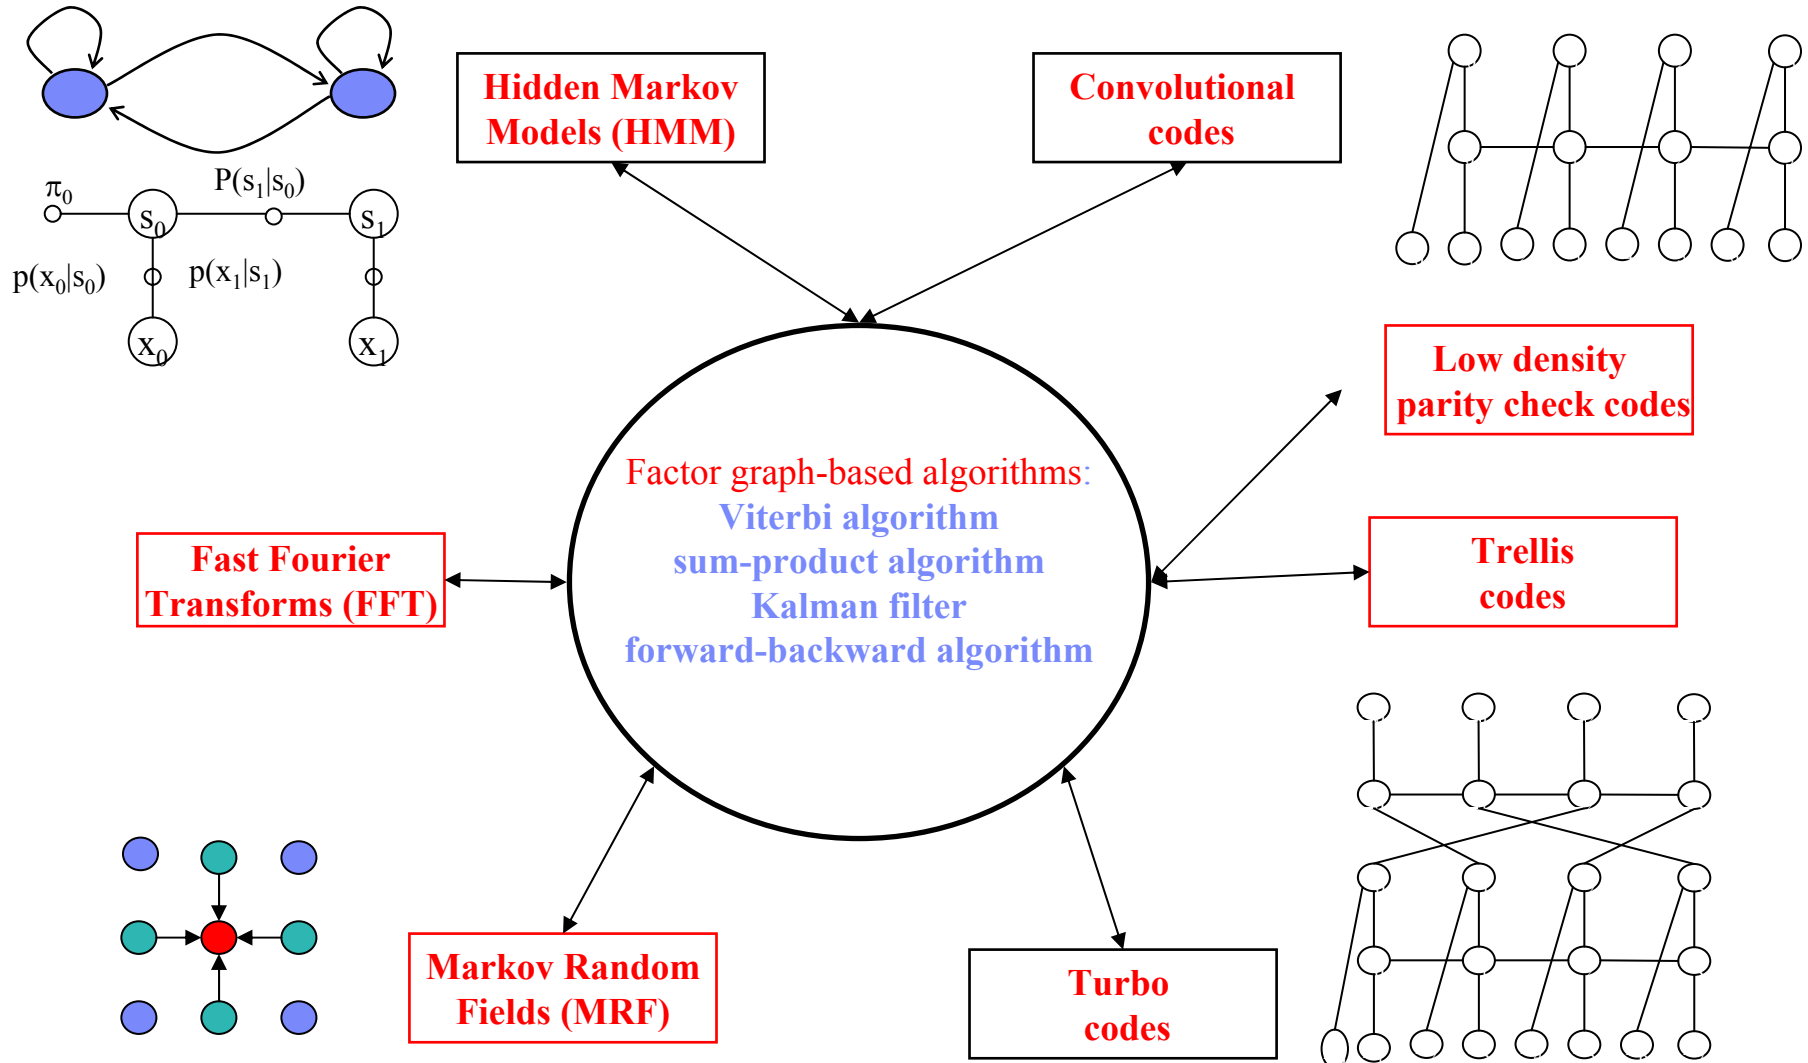 Hidden Markov
Models (HMM)
Convolutional
codes
π₀
P(s₁|s₀)
s₀
s₁
p(x₀|s₀)
p(x₁|s₁)
x₀
x₁
Low density
parity check codes
Factor graph-based algorithms:
Viterbi algorithm
sum-product algorithm
Kalman filter
forward-backward algorithm
Fast Fourier
Transforms (FFT)
Trellis
codes
Markov Random
Fields (MRF)
Turbo
codes